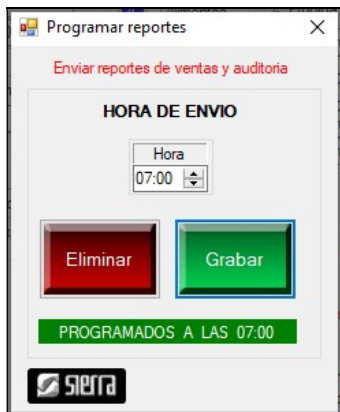 Programar reportes
Enviar reportes de ventas y auditoria
HORA DE ENVIO
Hora
07:00
Eliminar
Grabar
PROGRAMADOS A LAS 07:00
sierra